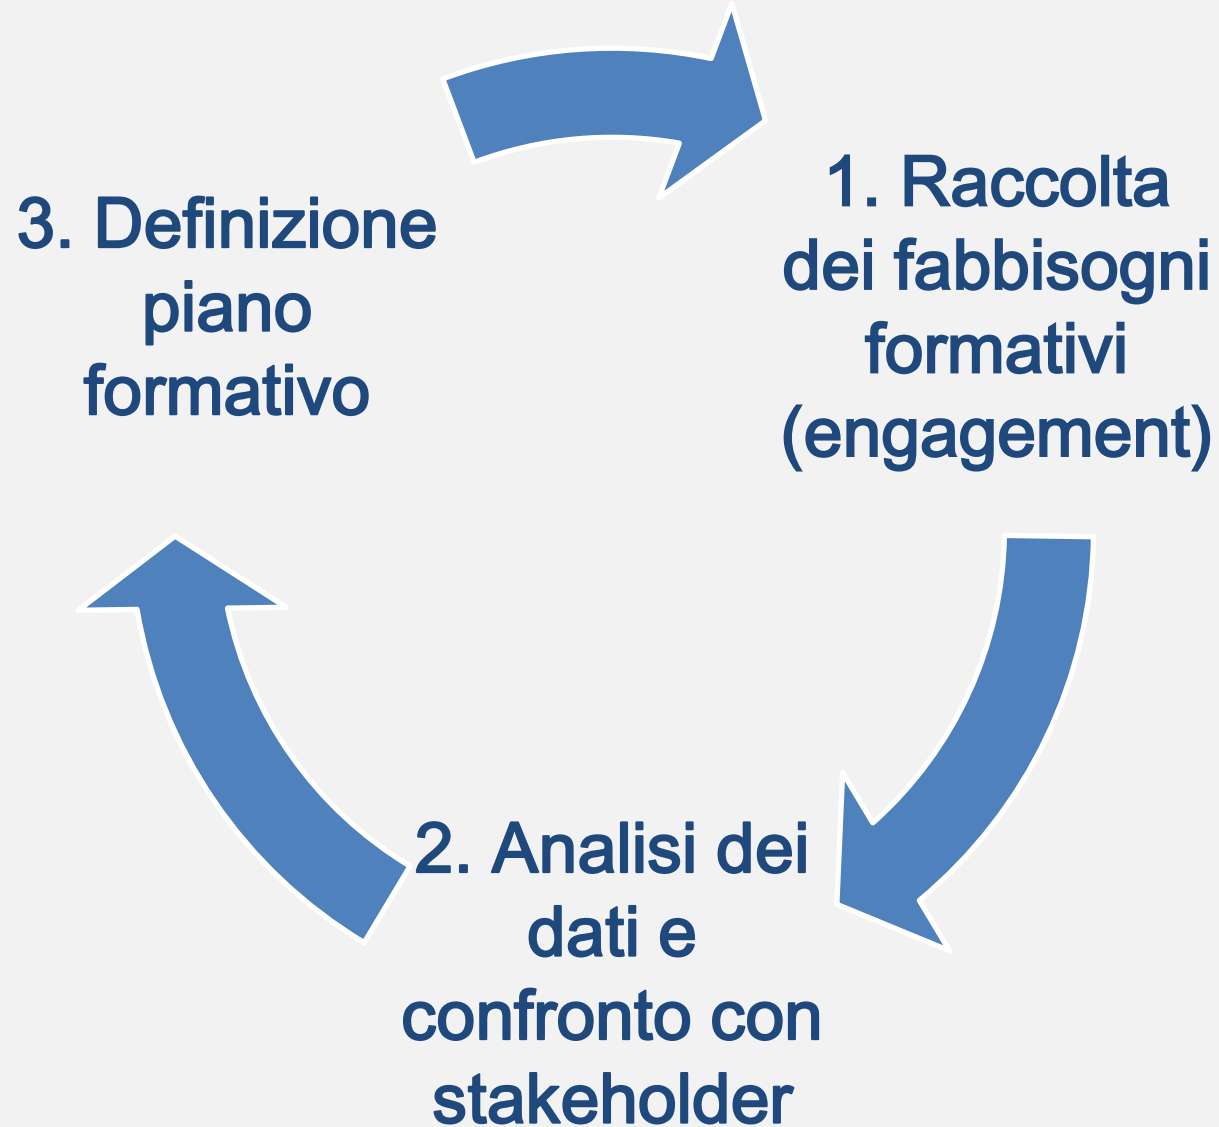 1. Raccolta
dei fabbisogni
formativi
(engagement)
2. Analisi dei
dati e
confronto con
stakeholder
3. Definizione
piano
formativo